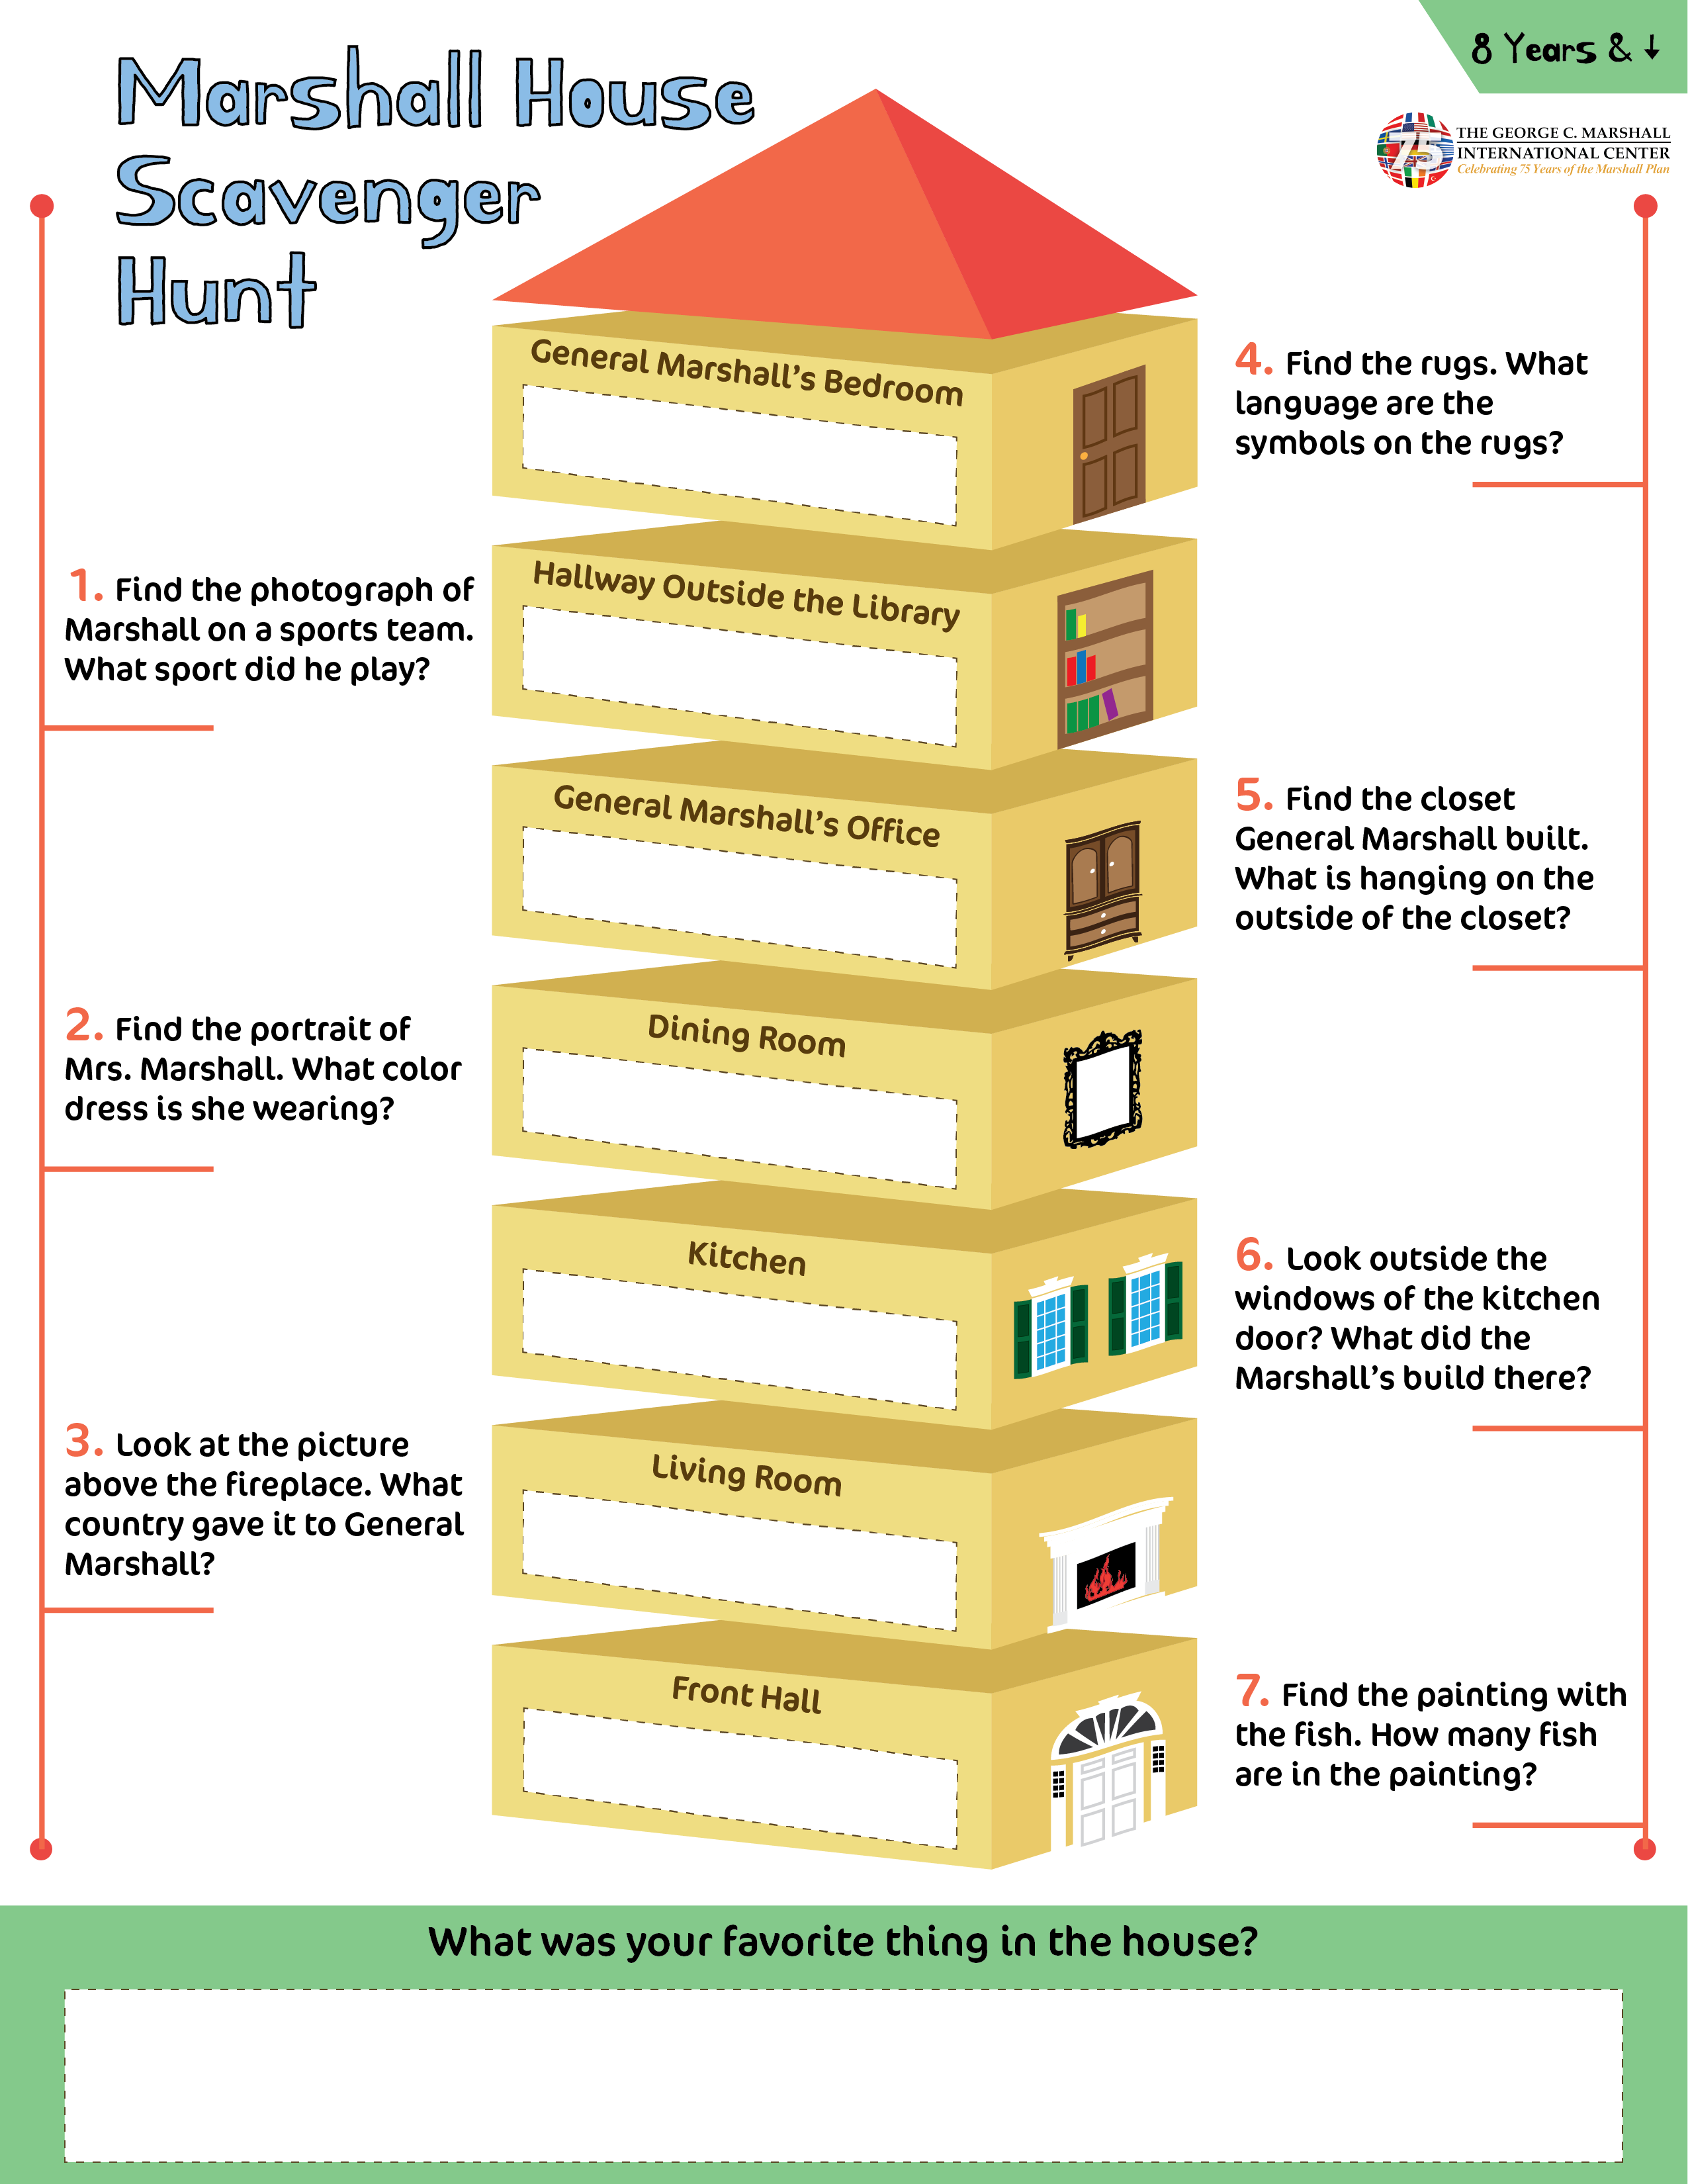 Marshall House
Scavenger
Hunt
8 Years & ↓
75
THE GEORGE C. MARSHALL
INTERNATIONAL CENTER
Celebrating 75 Years of the Marshall Plan
1. Find the photograph of
Marshall on a sports team.
What sport did he play?
2. Find the portrait of
Mrs. Marshall. What color
dress is she wearing?
3. Look at the picture
above the fireplace. What
country gave it to General
Marshall?
General Marshall's Bedroom
Hallway Outside the Library
General Marshall's Office
Dining Room
Kitchen
Living Room
Front Hall
4. Find the rugs. What
language are the
symbols on the rugs?
5. Find the closet
General Marshall built.
What is hanging on the
outside of the closet?
6. Look outside the
windows of the kitchen
door? What did the
Marshall's build there?
7. Find the painting with
the fish. How many fish
are in the painting?
What was your favorite thing in the house?